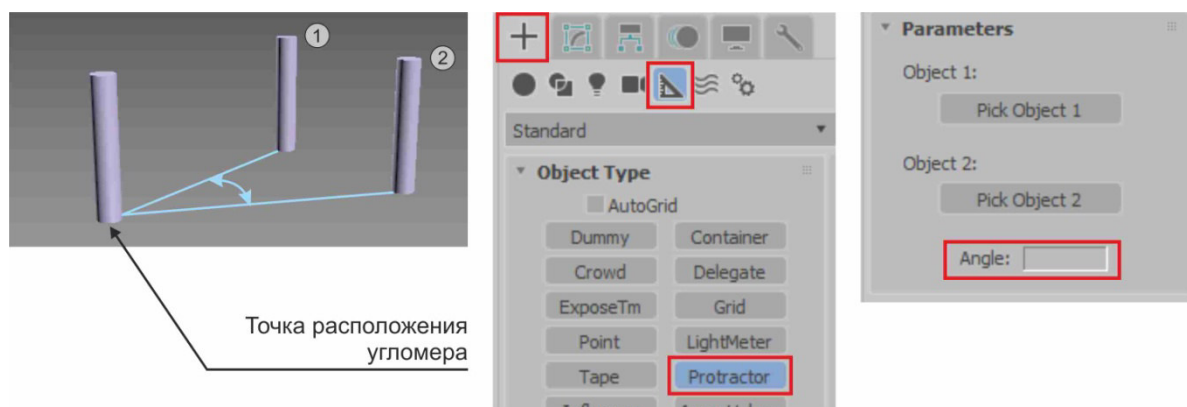 1
2
Точка расположения
угломера
Standard
Object Type
AutoGrid
Dummy Container
Crowd Delegate
ExposeTm Grid
Point LightMeter
Tape Protractor
Parameters
Object 1:
Pick Object 1
Object 2:
Pick Object 2
Angle: